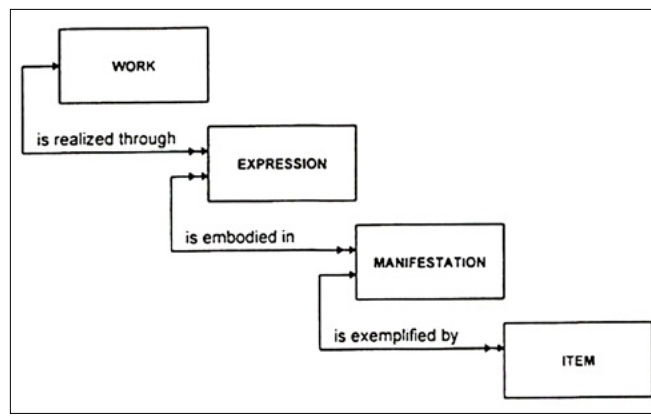 WORK
is realized through
EXPRESSION
is embodied in
MANIFESTATION
is exemplified by
ITEM